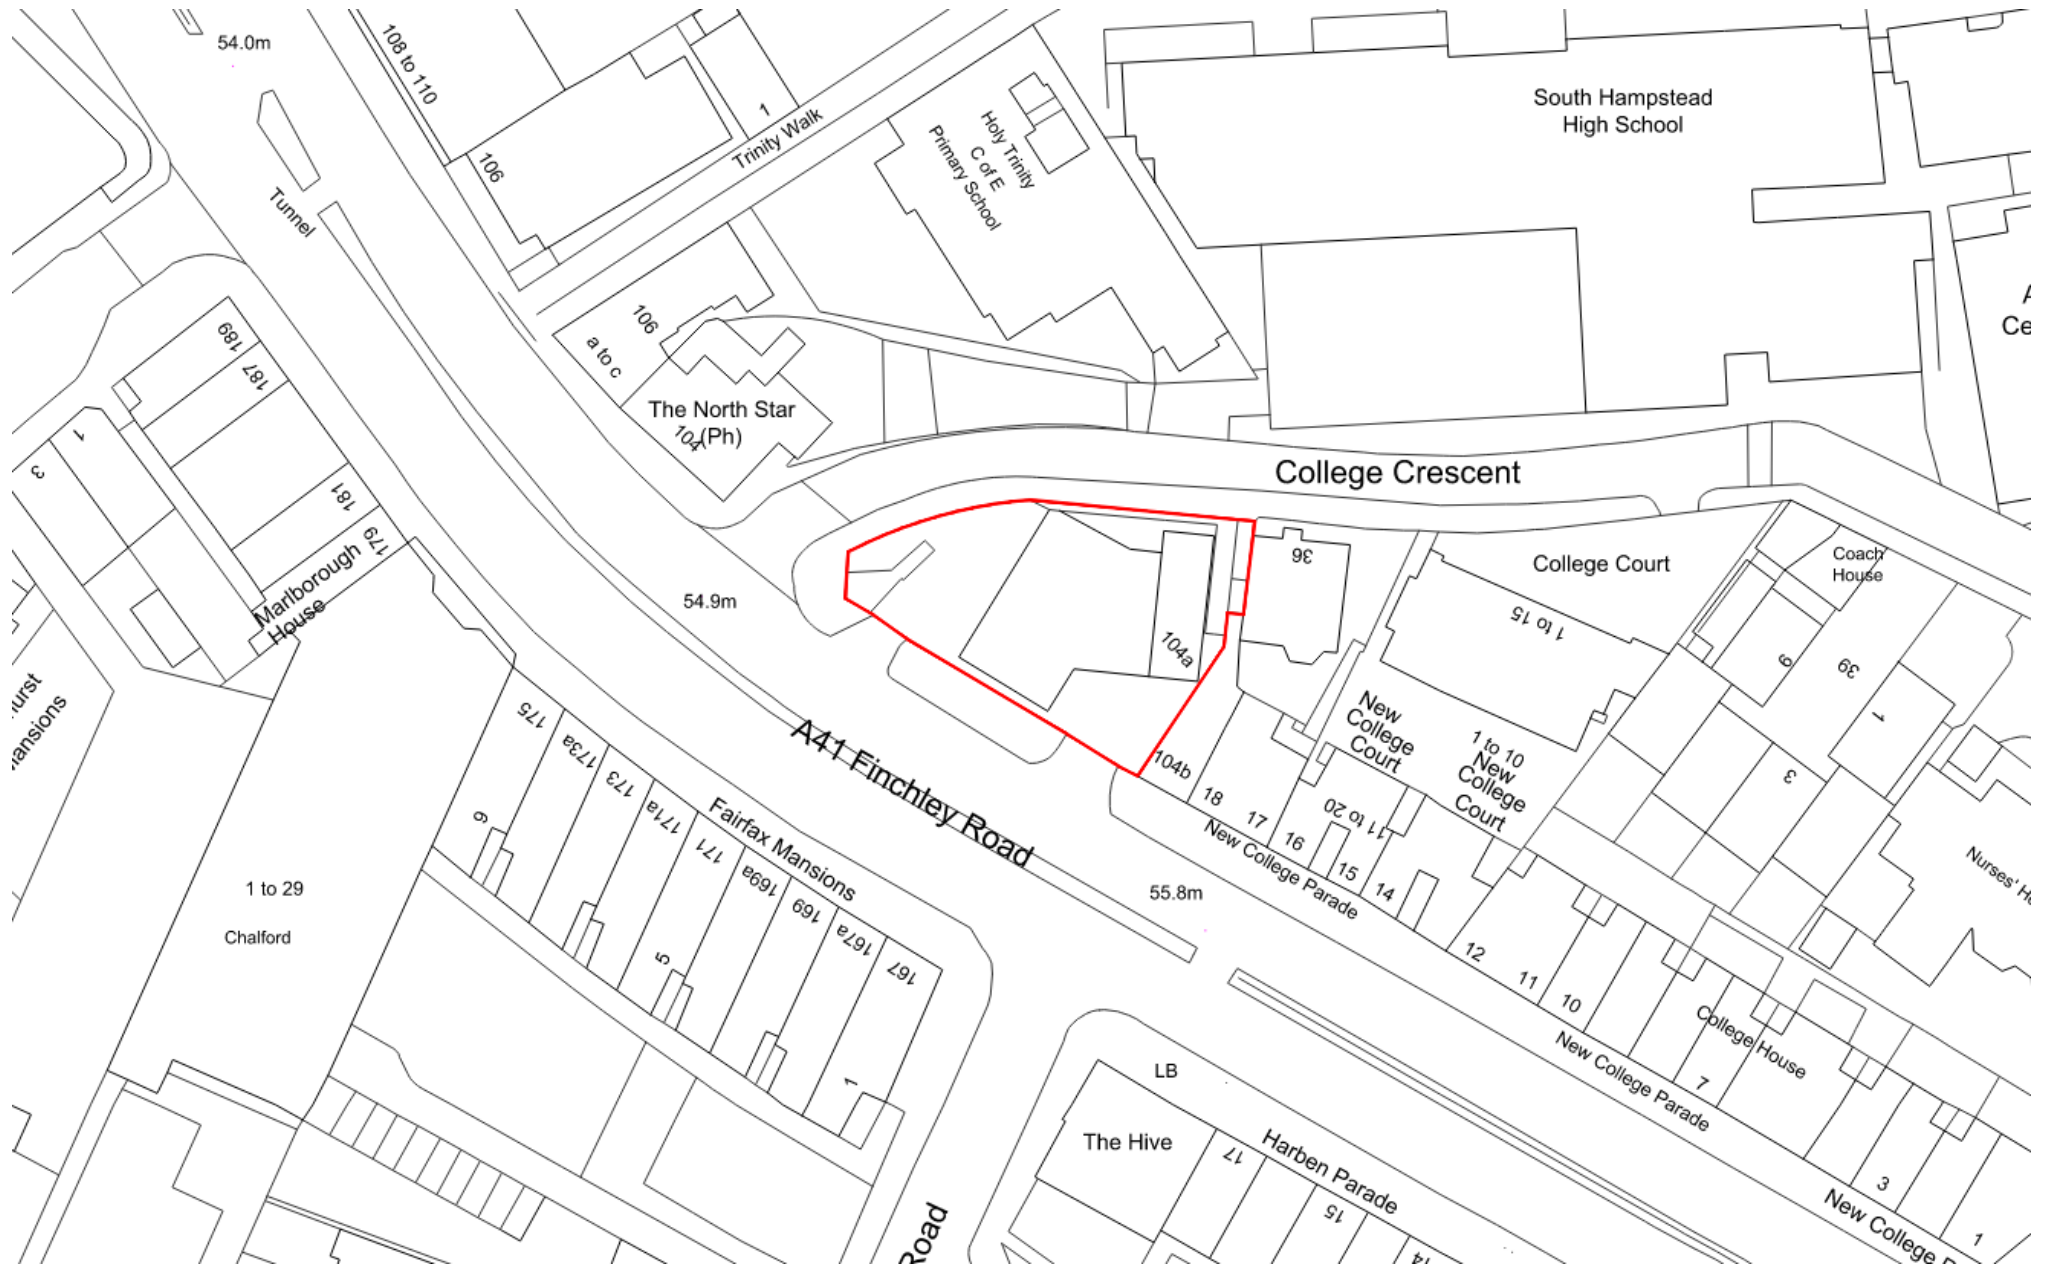 54.0m
108 to 110
106
1
Trinity Walk
Tunnel
Holy Trinity
C of E
Primary School
South Hampstead
High School
189
187
181
179
Marlborough
House
1
3
106
a to c
The North Star
(Ph)
104
College Crescent
54.9m
104a
36
College Court
1 to 15
Coach
House
9
39
1
3
New
College
Court
1 to 10
New
College
Court
11 to 20
104b
18
17
16
15
14
12
11
10
7
3
1
New College Parade
New College Parade
New College
College House
A41 Finchley Road
55.8m
175
173a
173
171a
171
169a
169
167a
167
Fairfax Mansions
9
5
1
1 to 29
Chalford
LB
The Hive
Harben Parade
17
15
14
Road